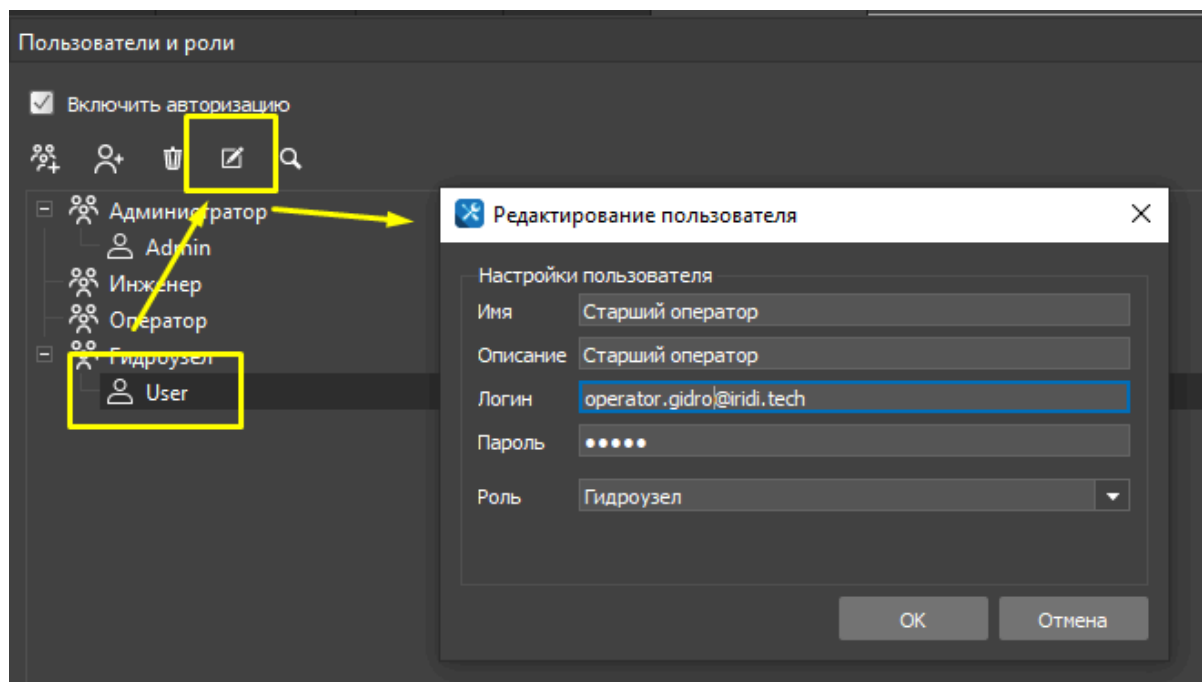 Пользователи и роли
Включить авторизацию
Администратор
Admin
Инженер
Оператор
Гидроузел
User
Редактирование пользователя
Настройки пользователя
Имя Старший оператор
Описание Старший оператор
Логин operator.gidro@iridi.tech
Пароль •••••
Роль Гидроузел
OK Отмена